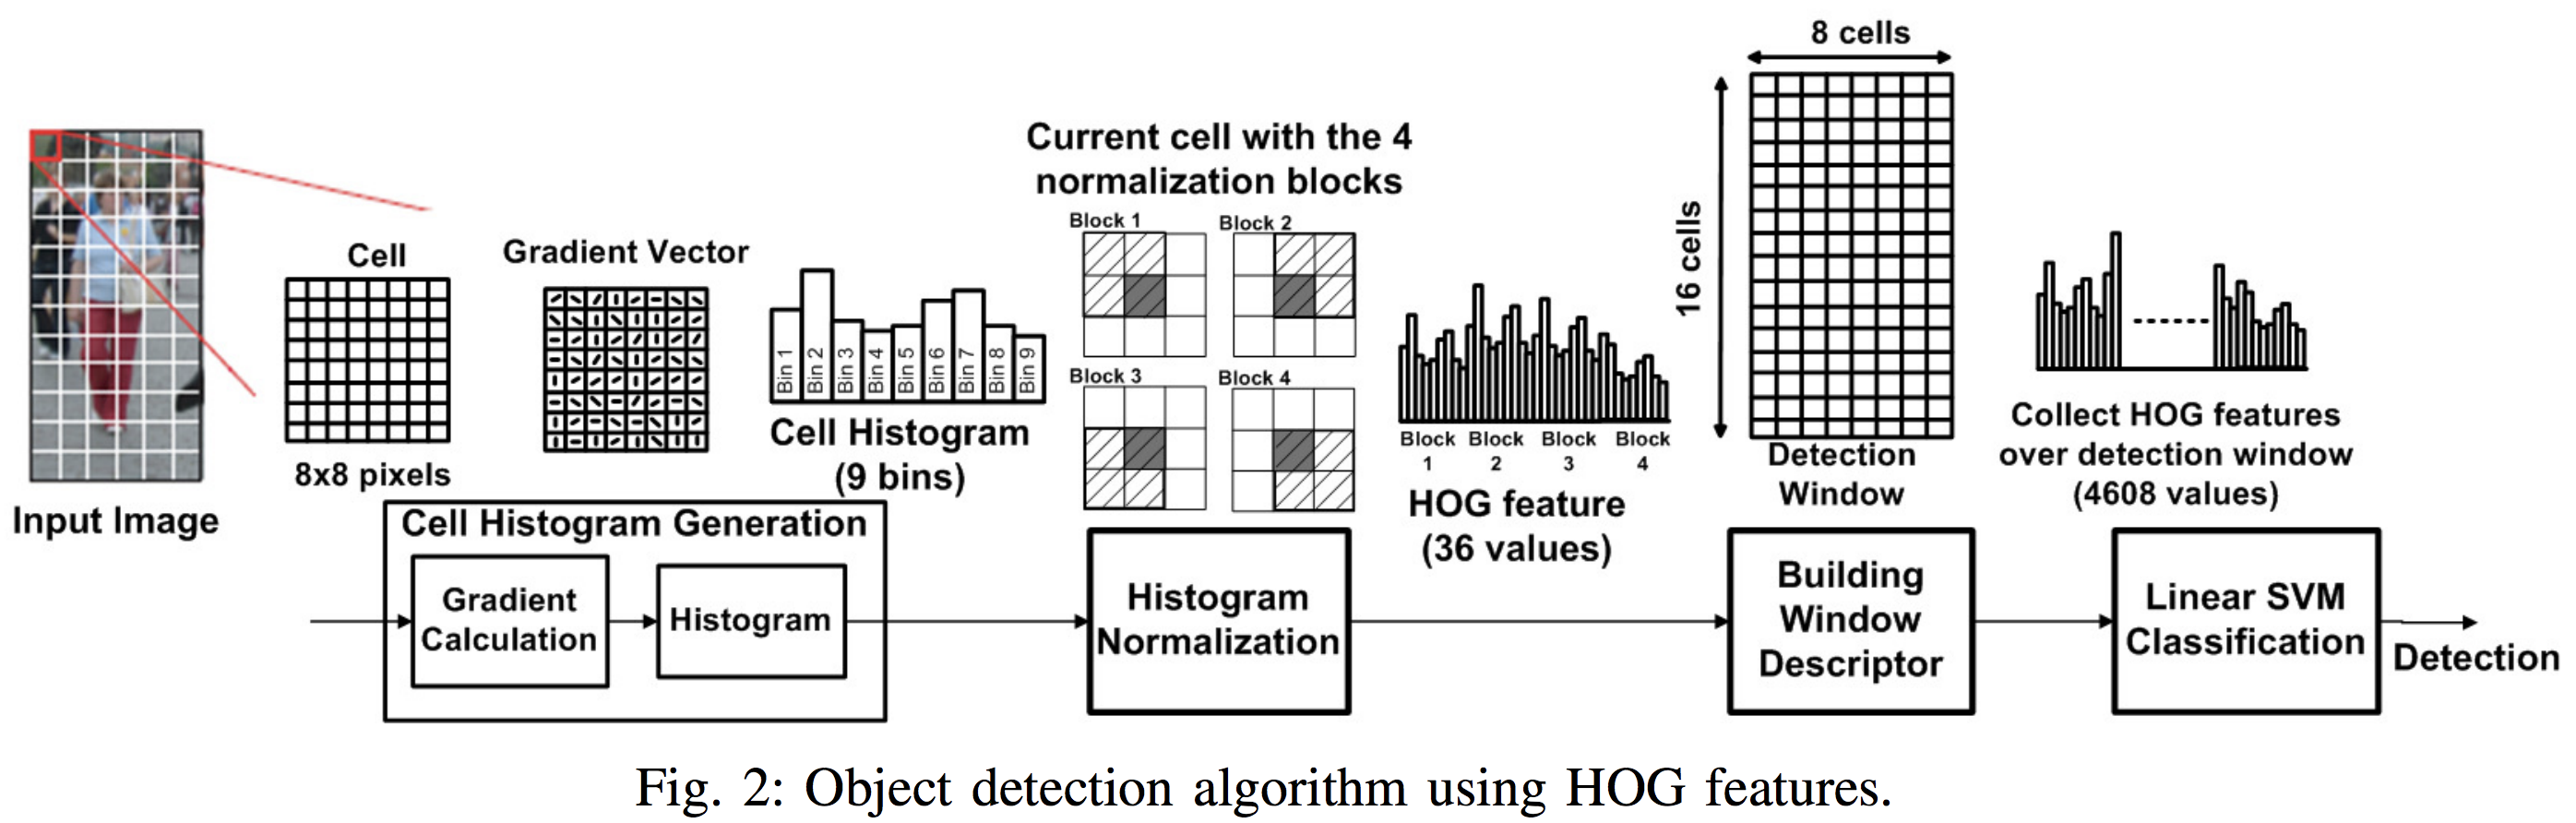 8 cells
16 cells
Current cell with the 4
normalization blocks
Block 1
Block 2
Block 3
Block 4
Input Image
Cell
8x8 pixels
Gradient Vector
Bin 1
Bin 2
Bin 3
Bin 4
Bin 5
Bin 6
Bin 7
Bin 8
Bin 9
Cell Histogram
(9 bins)
Block
1
Block
2
Block
3
Block
4
HOG feature
(36 values)
Detection
Window
Collect HOG features
over detection window
(4608 values)
Cell Histogram Generation
Gradient
Calculation
Histogram
Histogram
Normalization
Building
Window
Descriptor
Linear SVM
Classification
Detection
Fig. 2: Object detection algorithm using HOG features.